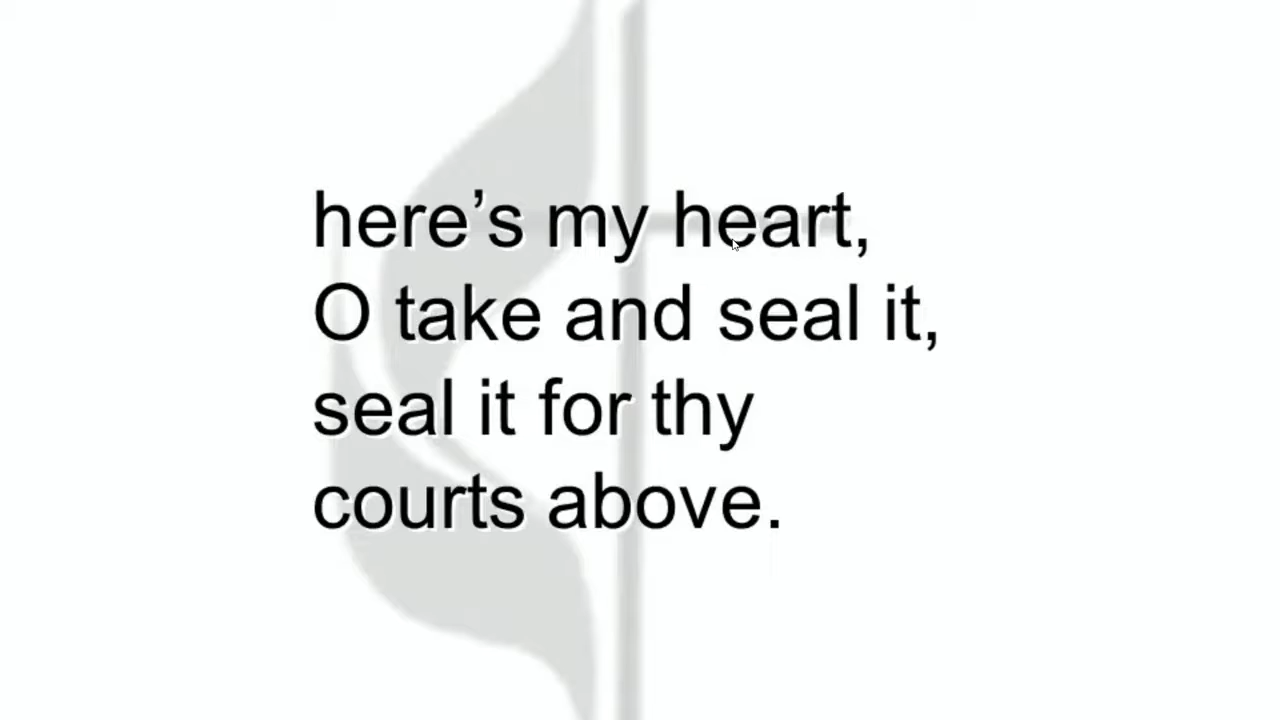 here’s my heart,
O take and seal it,
seal it for thy
courts above.